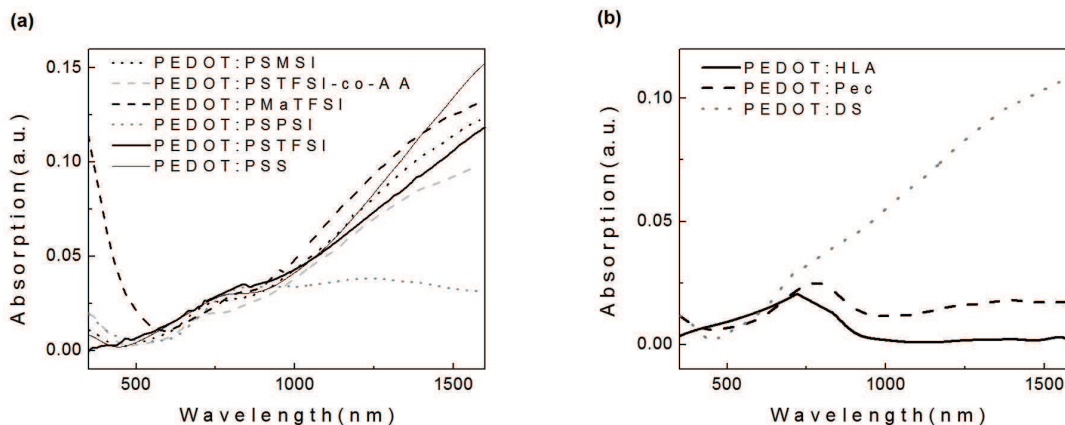 (a)
Absorption(a.u.)
0.15
0.10
0.05
0.00
PEDOT:PSMSI
PEDOT:PSTFSI-co-AA
PEDOT:PMaTFSI
PEDOT:PSPSI
PEDOT:PSTFSI
PEDOT:PSS
500
1000
1500
Wavelength(nm)
(b)
Absorption(a.u.)
0.10
0.05
0.00
PEDOT:HLA
PEDOT:Pec
PEDOT:DS
500
1000
1500
Wavelength(nm)